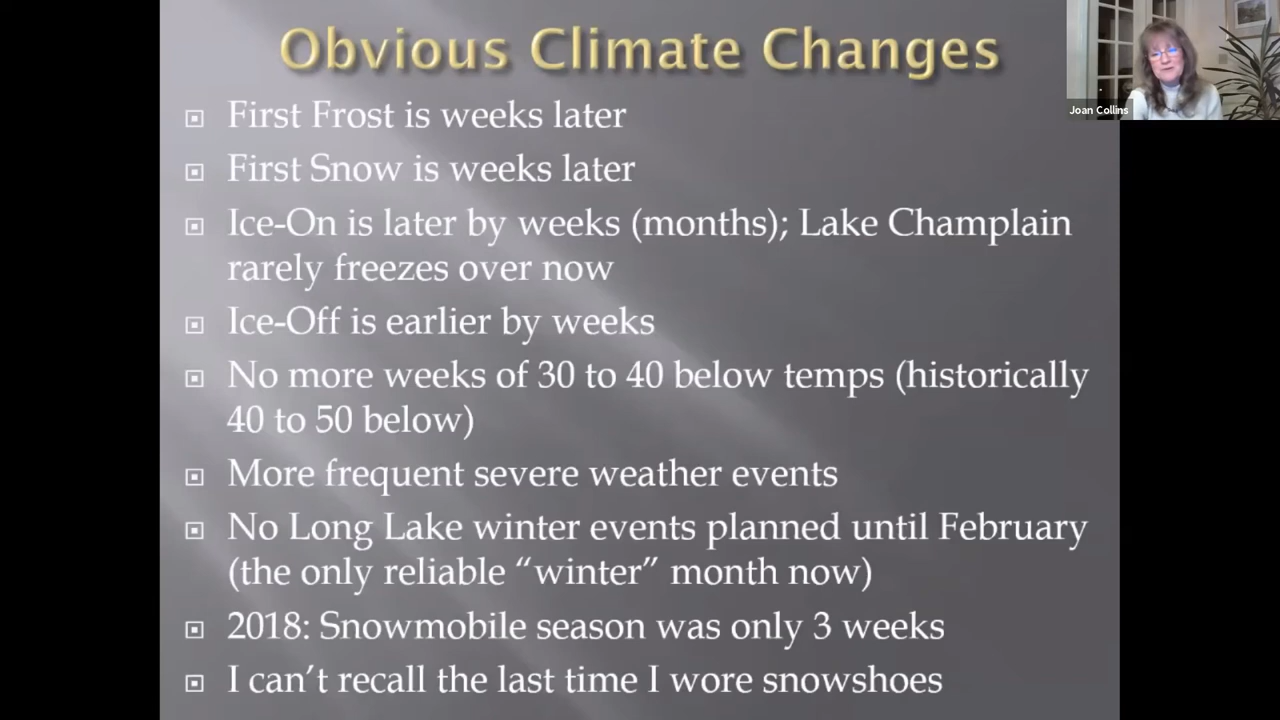 Obvious Climate Changes
Joan Collins
First Frost is weeks later
First Snow is weeks later
Ice-On is later by weeks (months); Lake Champlain
rarely freezes over now
Ice-Off is earlier by weeks
No more weeks of 30 to 40 below temps (historically
40 to 50 below)
More frequent severe weather events
No Long Lake winter events planned until February
(the only reliable “winter” month now)
2018: Snowmobile season was only 3 weeks
I can’t recall the last time I wore snowshoes